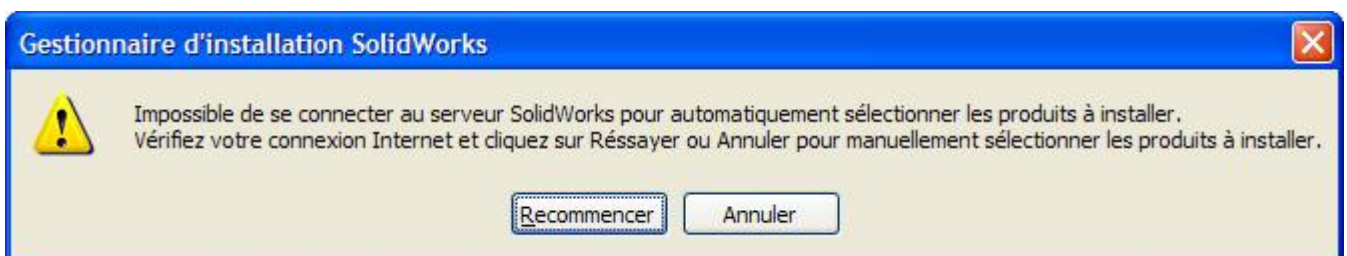 Gestionnaire d'installation SolidWorks
Impossible de se connecter au serveur SolidWorks pour automatiquement sélectionner les produits à installer.
Vérifiez votre connexion Internet et cliquez sur Réssayer ou Annuler pour manuellement sélectionner les produits à installer.
Recommencer Annuler